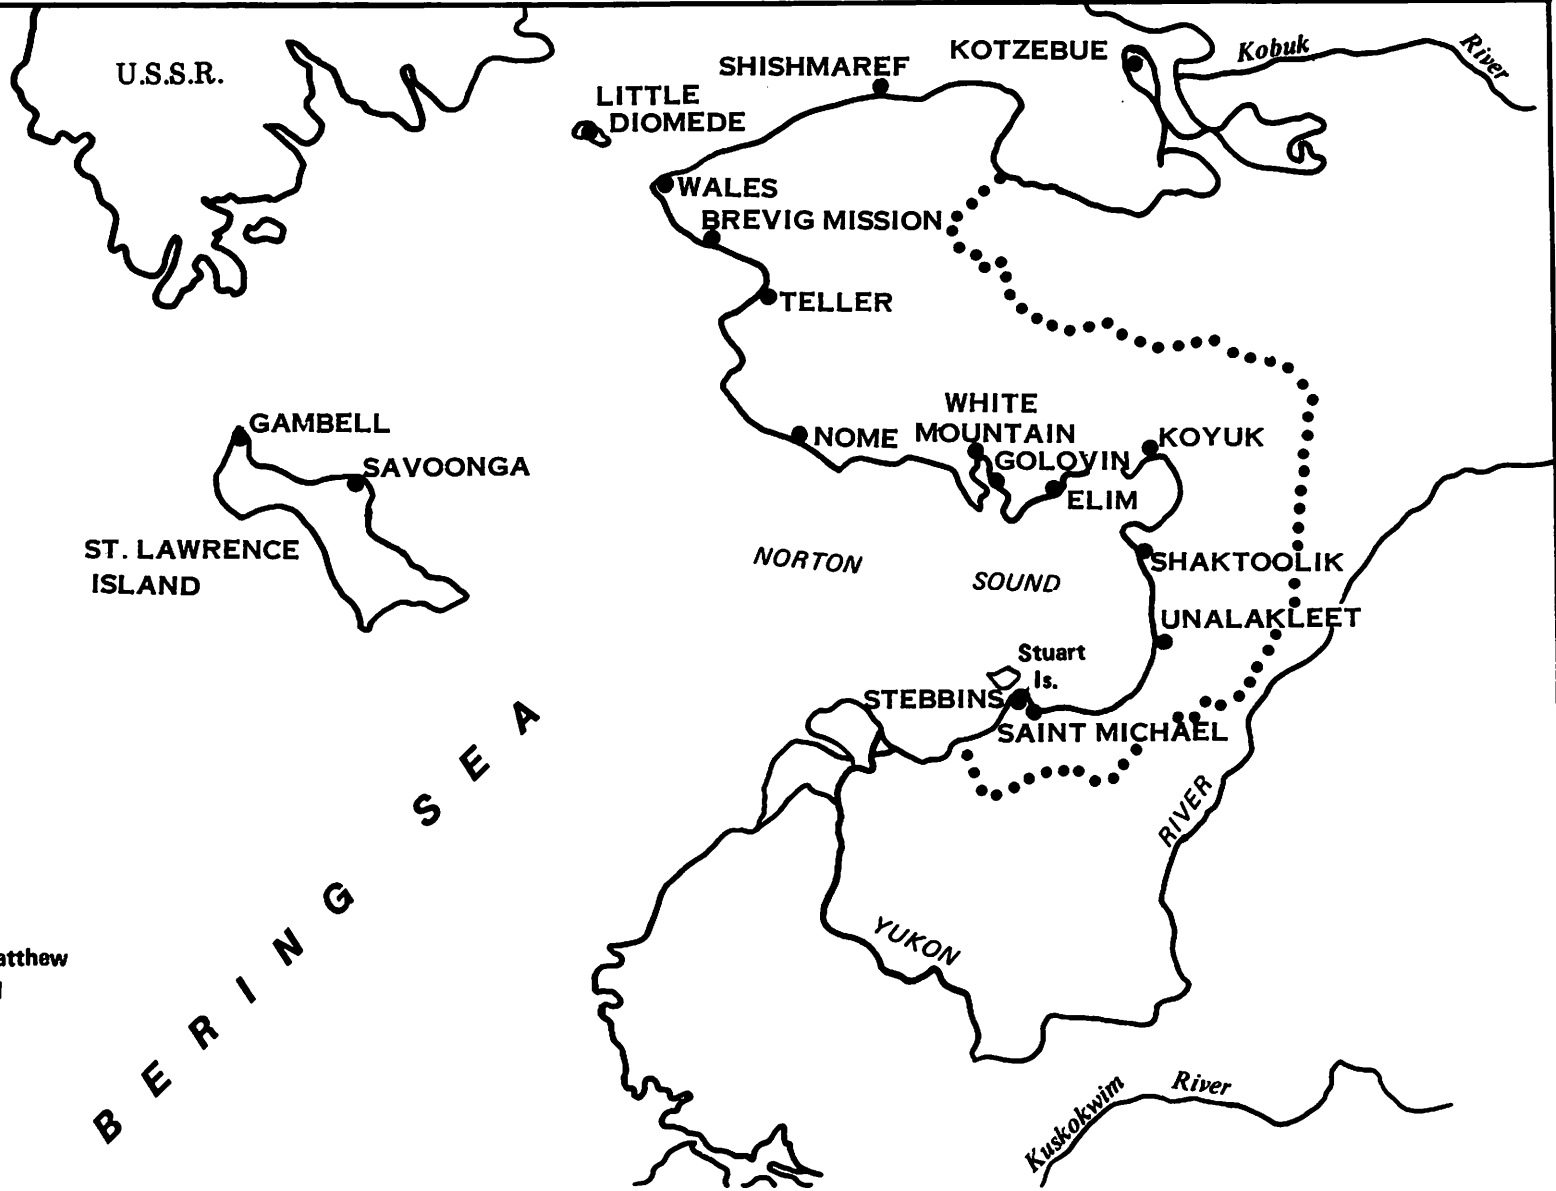 U.S.S.R.
SHISHMAREF
KOTZEBUE
Kobuk
River
LITTLE
DIOMEDE
WALES
BREVIG MISSION
TELLER
GAMBELL
SAVOONGA
ST. LAWRENCE
ISLAND
NOME
WHITE
MOUNTAIN
GOLOVIN
KOYUK
ELIM
NORTON
SOUND
SHAKTOOLIK
UNALAKLEET
Stuart
Is.
STEBBINS
SAINT MICHAEL
BERING SEA
RIVER
YUKON
atthew
Kuskokwim
River